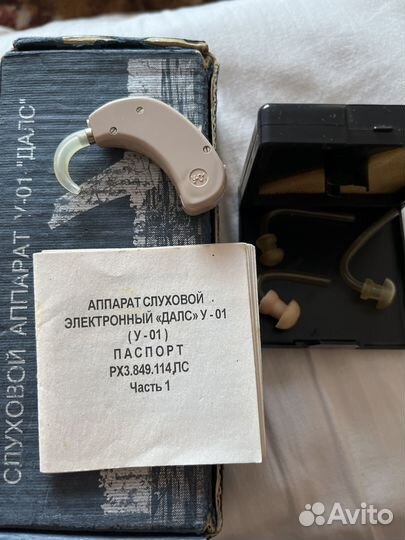 СЛУХОВОЙ АППАРАТ У-01 "ДАЛС"
АППАРАТ СЛУХОВОЙ
ЭЛЕКТРОННЫЙ «ДАЛС» У - 01
( У - 01 )
ПАСПОРТ
РХ3.849.114ПС
Часть 1
Avito